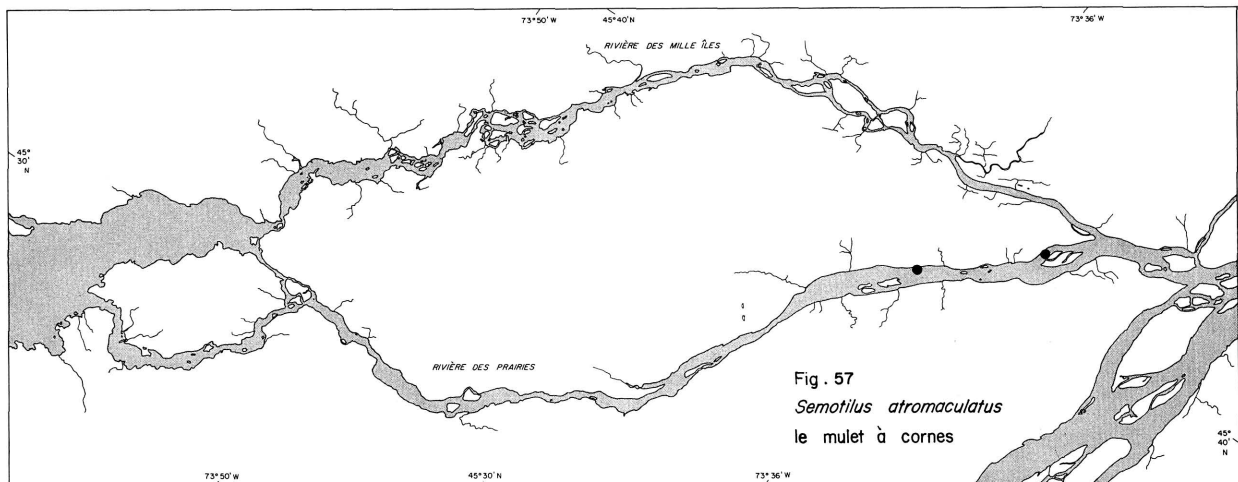 73°50' W
45°40' N
73°36' W
RIVIÈRE DES MILLE ÎLES
45°
30'
N
RIVIÈRE DES PRAIRIES
Fig. 57
Semotilus atromaculatus
le mulet à cornes
45°
40'
N
73°50' W
45°30' N
73°36' W